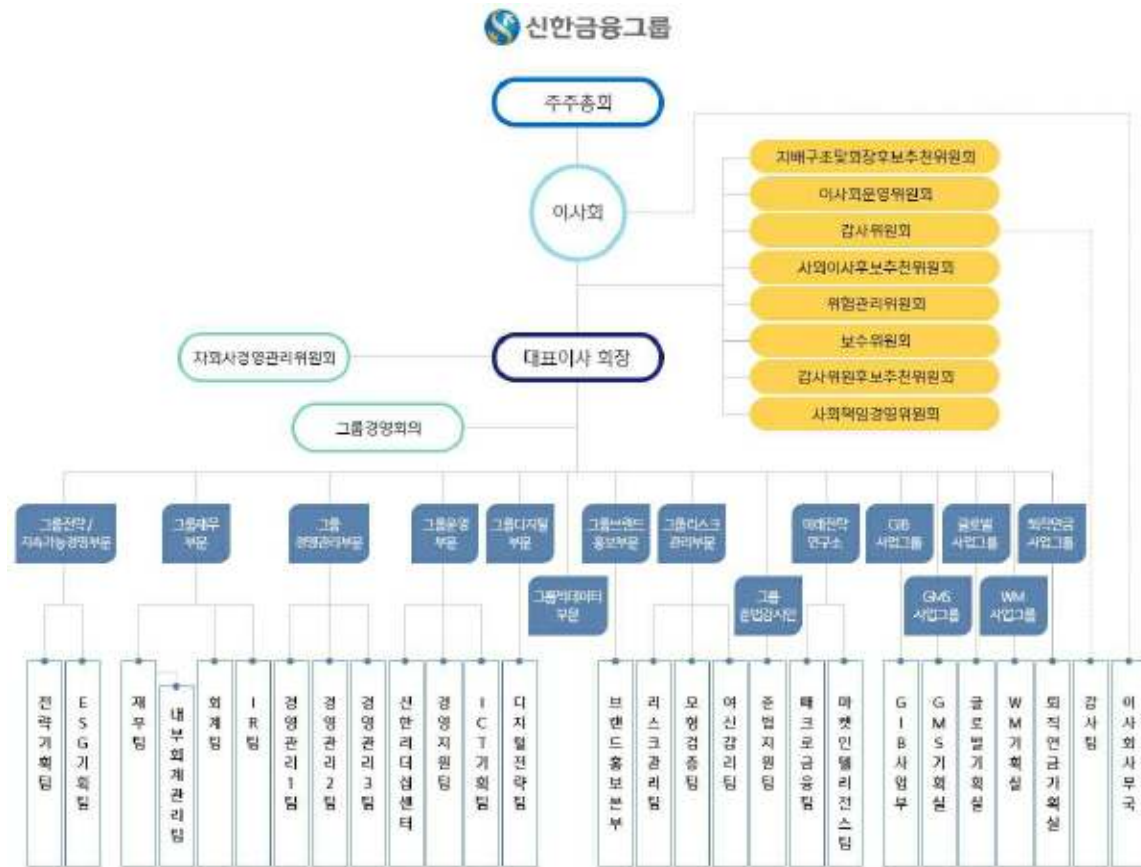 신한금융그룹
주주총회
이사회
지배구조및회장후보추천위원회
이사회운영위원회
감사위원회
사외이사후보추천위원회
위험관리위원회
보수위원회
감사위원후보추천위원회
사회책임경영위원회
자회사경영관리위원회
대표이사 회장
그룹경영회의
그룹전략/
지속가능경영부문
그룹재무
부문
그룹
경영관리부문
그룹운영
부문
그룹디지털
부문
그룹브랜드
홍보부문
그룹리스크
관리부문
미래전략
연구소
GIB
사업그룹
글로벌
사업그룹
퇴직연금
사업그룹
그룹빅데이터
부문
그룹
준법감시인
GMS
사업그룹
WM
사업그룹
전략기획팀
ESG기획팀
재무팀
내부회계관리팀
회계팀
IR팀
경영관리1팀
경영관리2팀
경영관리3팀
신한리더십센터
경영지원팀
ICT기획팀
디지털전략팀
브랜드홍보본부
리스크관리팀
모형검증팀
여신감리팀
준법지원팀
매크로금융팀
마켓인텔리전스팀
GIB사업부
GMS기획실
글로벌기획실
WM기획실
퇴직연금기획실
감사팀
이사회사무국